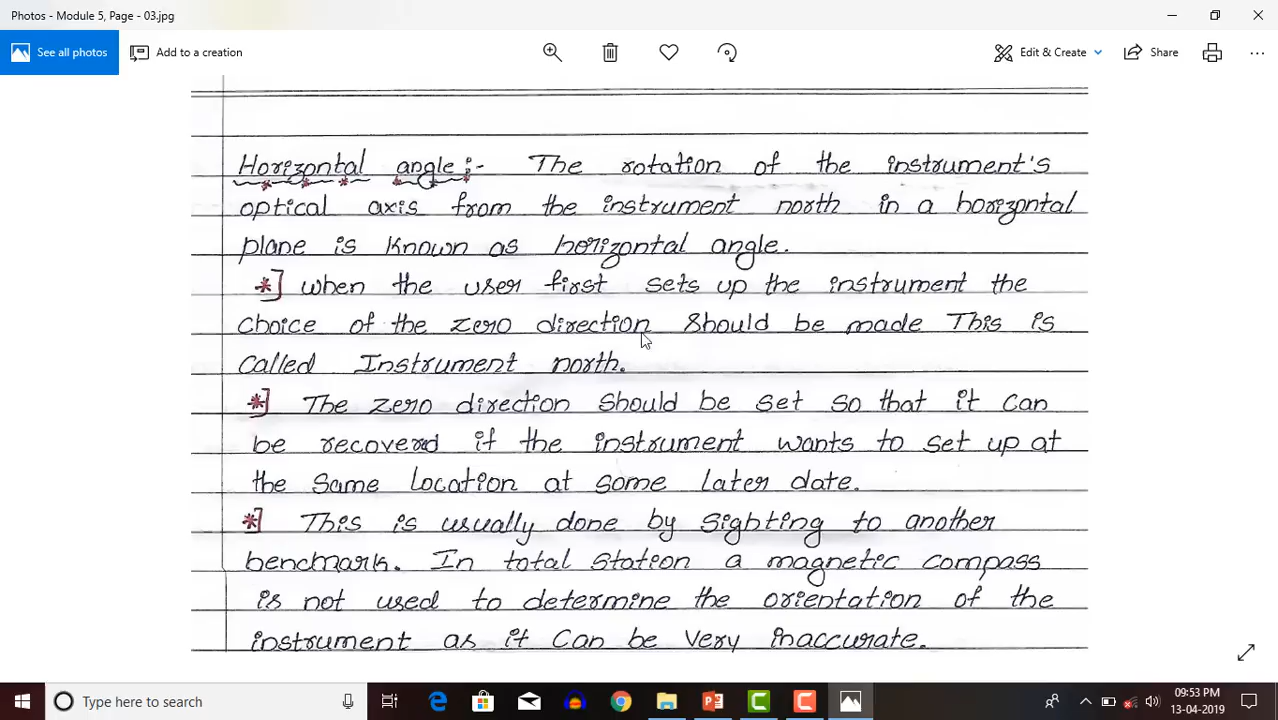 Photos - Module 5, Page - 03.jpg
See all photos
Add to a creation
Edit & Create
Share
Horizontal angle:- The rotation of the instrument's
optical axis from the instrument north in a horizontal
plane is known as horizontal angle.
*] When the user first sets up the instrument the
choice of the zero direction should be made This is
called Instrument north.
*] The zero direction should be set so that it can
be recovered if the instrument wants to set up at
the same location at some later date.
*] This is usually done by sighting to another
bencmark. In total station a magnetic compass
is not used to determine the orientation of the
instrument as it can be very inaccurate.
Type here to search
09:53 PM
13-04-2019